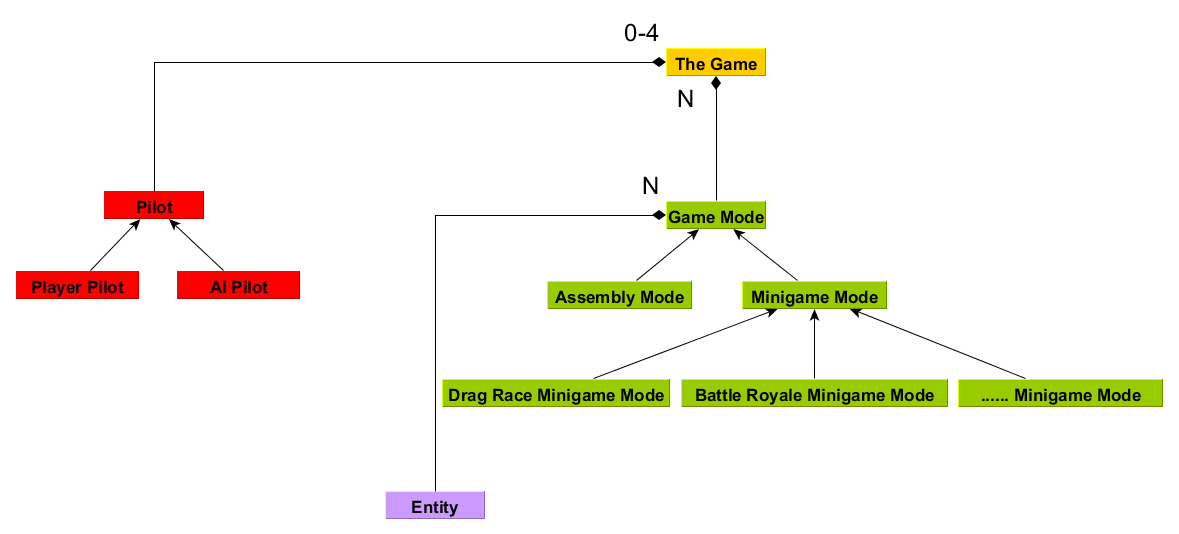 0-4
The Game
N
N
Pilot
Game Mode
Player Pilot
AI Pilot
Assembly Mode
Minigame Mode
Drag Race Minigame Mode
Battle Royale Minigame Mode
...... Minigame Mode
Entity